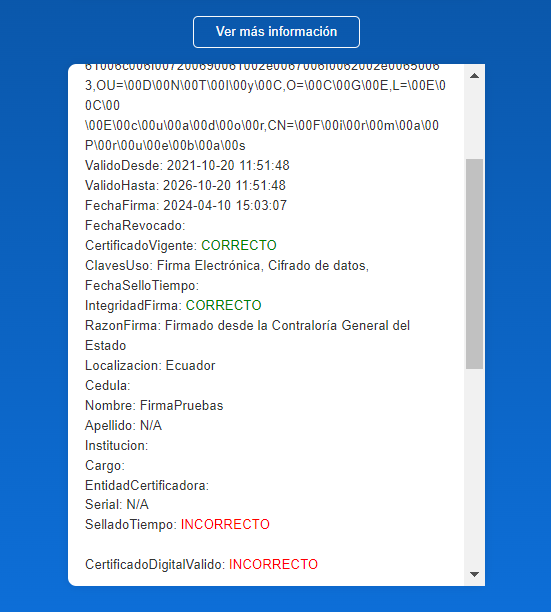 Ver más información
61006c006f007200690061002e0067006f0062002e0065006
3,OU=\00D\00N\00T\00I\00y\00C,O=\00C\00G\00E,L=\00E\0
0C\00
\00E\00c\00u\00a\00d\00o\00r,CN=\00F\00i\00r\00m\00a\00
P\00r\00u\00e\00b\00a\00s
ValidoDesde: 2021-10-20 11:51:48
ValidoHasta: 2026-10-20 11:51:48
FechaFirma: 2024-04-10 15:03:07
FechaRevocado:
CertificadoVigente: CORRECTO
ClavesUso: Firma Electrónica, Cifrado de datos,
FechaSelloTiempo:
IntegridadFirma: CORRECTO
RazonFirma: Firmado desde la Contraloría General del
Estado
Localizacion: Ecuador
Cedula:
Nombre: FirmaPruebas
Apellido: N/A
Institucion:
Cargo:
EntidadCertificadora:
Serial: N/A
SelladoTiempo: INCORRECTO
CertificadoDigitalValido: INCORRECTO